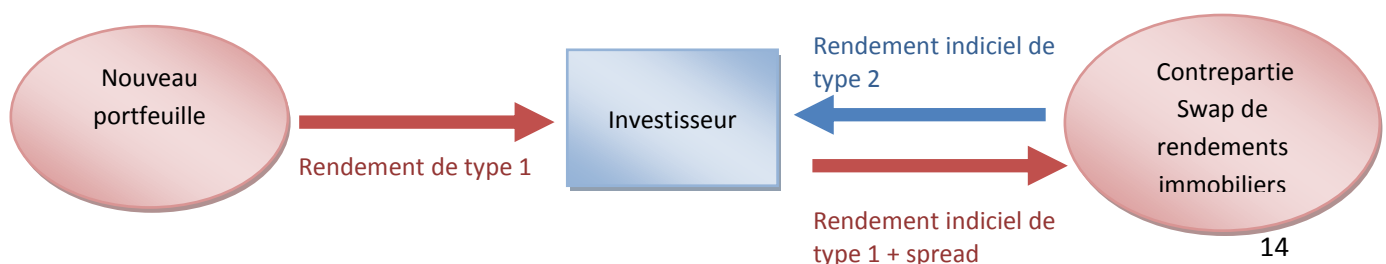 Nouveau
portfeuille
Rendement de type 1
Investisseur
Rendement indiciel de
type 2
Rendement indiciel de
type 1 + spread
Contrepartie
Swap de
rendements
immobiliers
14